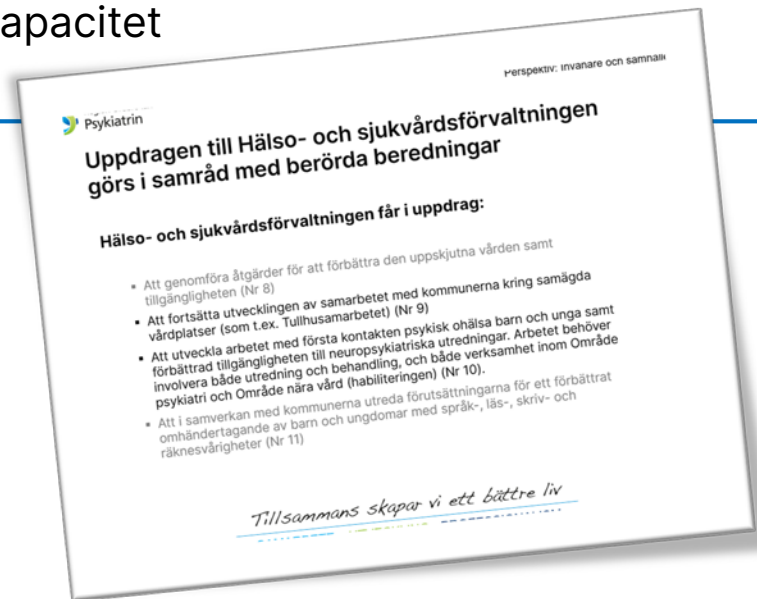 apacitet
Perspektiv: Invånare och samhälle
Psykiatrin
Uppdragen till Hälso- och sjukvårdsförvaltningen
görs i samråd med berörda beredningar
Hälso- och sjukvårdsförvaltningen får i uppdrag:
▪ Att genomföra åtgärder för att förbättra den uppskjutna vården samt
tillgängligheten (Nr 8)
▪ Att fortsätta utvecklingen av samarbetet med kommunerna kring samägda
vårdplatser (som t.ex. Tullhusamarbetet) (Nr 9)
▪ Att utveckla arbetet med första kontakten psykisk ohälsa barn och unga samt
förbättrad tillgängligheten till neuropsykiatriska utredningar. Arbetet behöver
involvera både utredning och behandling, och både verksamhet inom Område
psykiatri och Område nära vård (habiliteringen) (Nr 10).
▪ Att i samverkan med kommunerna utreda förutsättningarna för ett förbättrat
omhändertagande av barn och ungdomar med språk-, läs-, skriv- och
räknesvårigheter (Nr 11)
Tillsammans skapar vi ett bättre liv